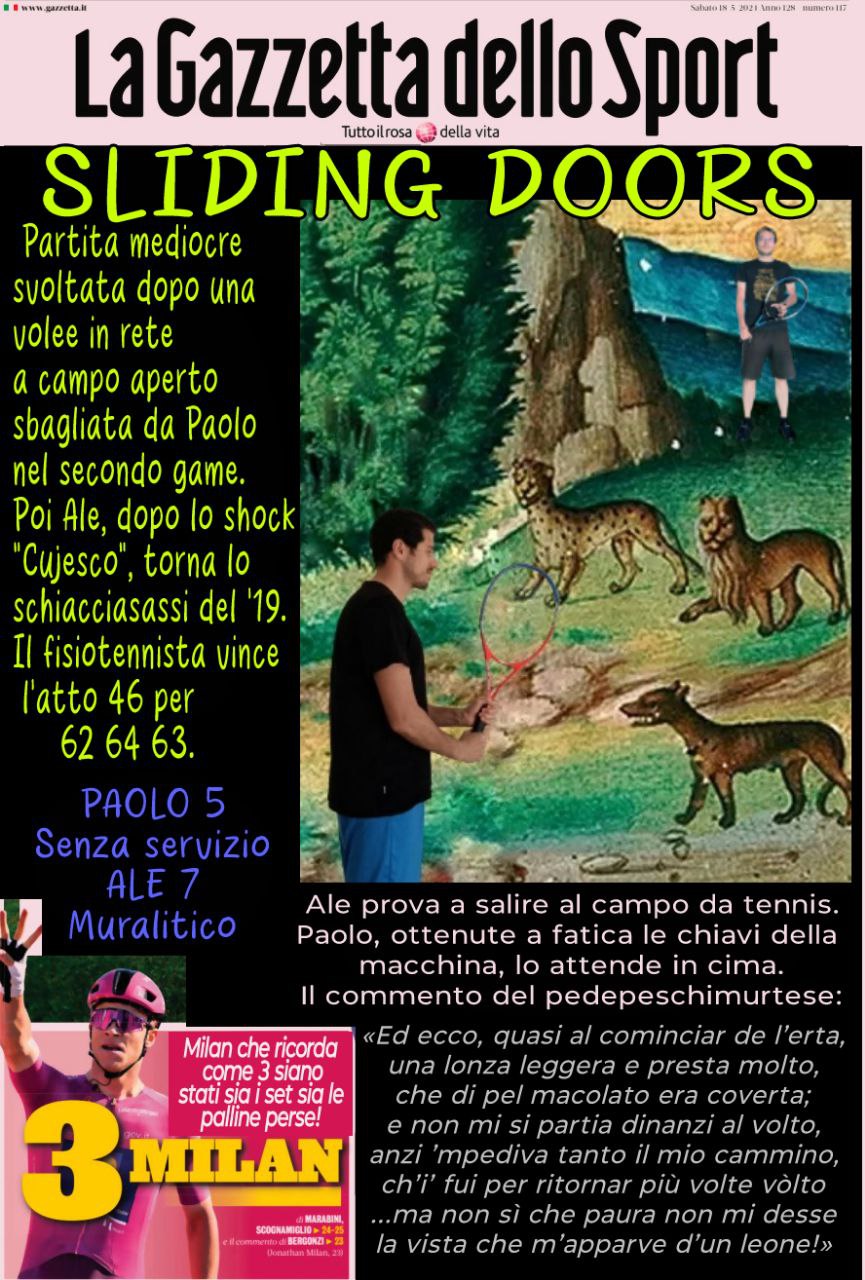 www.gazzetta.it
Sabato 18 5 2024 Anno 128 numero 117
La Gazzetta dello Sport
Tutto il rosa della vita
SLIDING DOORS
Partita mediocre
svoltata dopo una
volee in rete
a campo aperto
sbagliata da Paolo
nel secondo game.
Poi Ale, dopo lo shock
"Cujesco", torna lo
schiacciasassi del '19.
Il fisiotennista vince
l'atto 46 per
62 64 63.
PAOLO 5
Senza servizio
ALE 7
Muralitico
Ale prova a salire al campo da tennis.
Paolo, ottenute a fatica le chiavi della
macchina, lo attende in cima.
Il commento del pedepeschimurtese:
«Ed ecco, quasi al cominciar de l'erta,
una lonza leggera e presta molto,
che di pel macolato era coverta;
e non mi si partia dinanzi al volto,
anzi 'mpediva tanto il mio cammino,
ch'i' fui per ritornar più volte vòlto
...ma non sì che paura non mi desse
la vista che m'apparve d'un leone!»
Milan che ricorda
come 3 siano
stati sia i set sia le
palline perse!
3 MILAN
di MARABINI,
SCOGNAMIGLIO ▸ 24-25
e il commento di BERGONZI ▸ 23
(Jonathan Milan, 23)